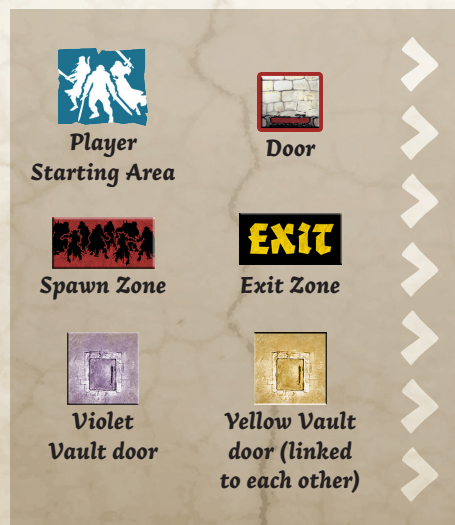 Player
Starting Area
Door
Spawn Zone
EXIT
Exit Zone
Violet
Vault door
Yellow Vault
door (linked
to each other)